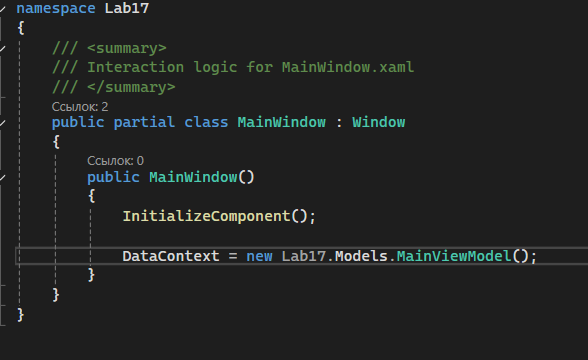 namespace Lab17
{
/// <summary>
/// Interaction logic for MainWindow.xaml
/// </summary>
Ссылок: 2
public partial class MainWindow : Window
{
Ссылок: 0
public MainWindow()
{
InitializeComponent();
DataContext = new Lab17.Models.MainViewModel();
}
}
}